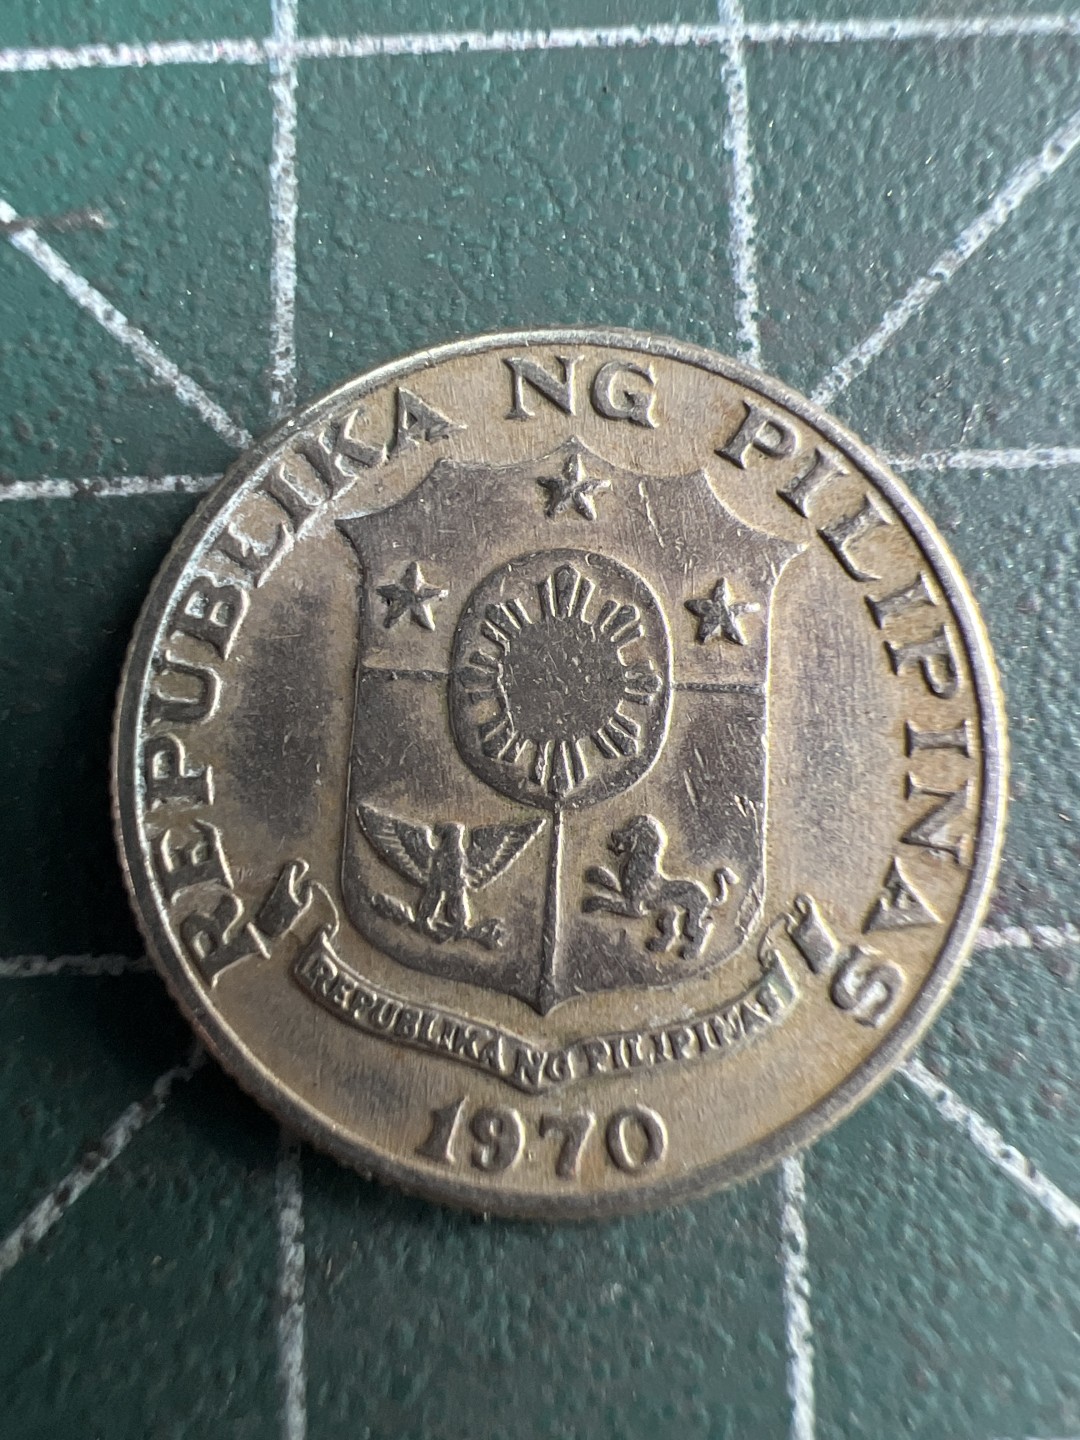 REPUBLIKA NG PILIPINAS
REPUBLIKA NG PILIPINAS
1970